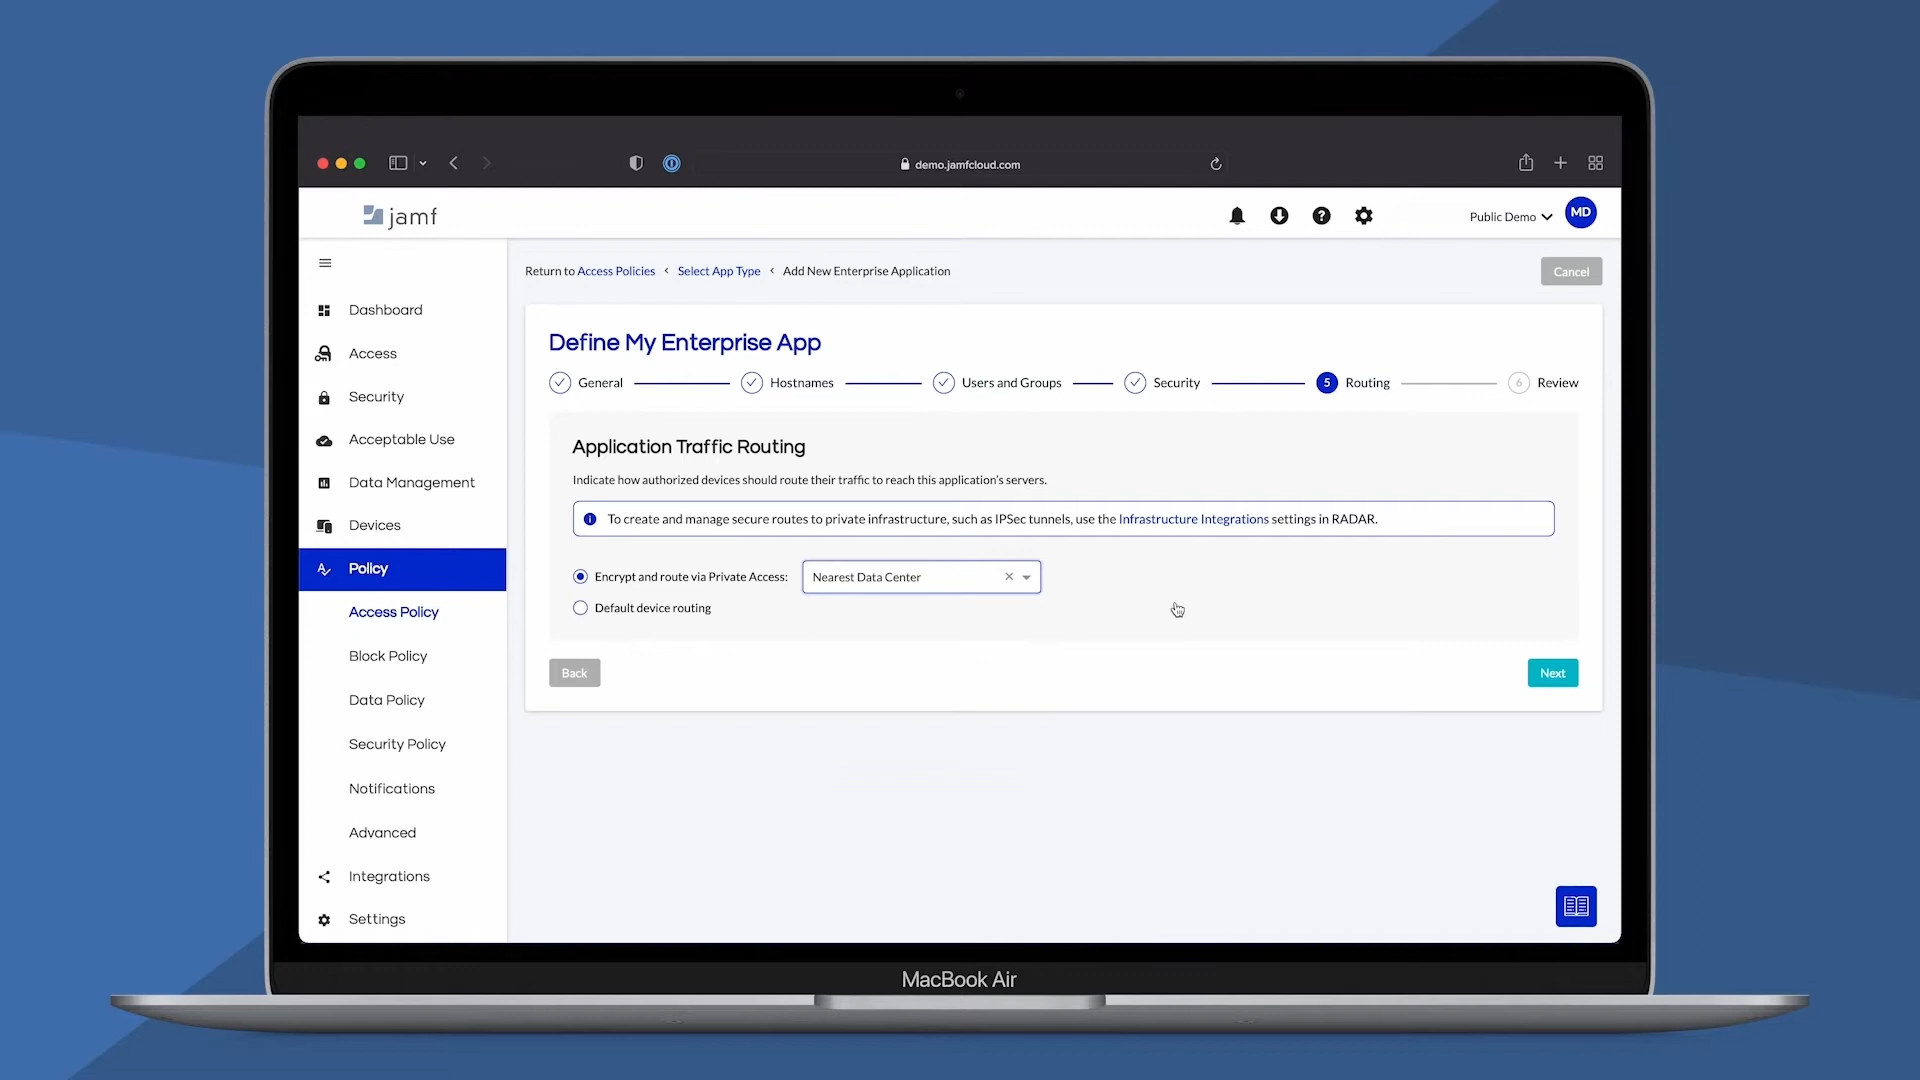 demo.jamfcloud.com
jamf
Public Demo
MD
Return to Access Policies < Select App Type < Add New Enterprise Application
Cancel
Dashboard
Access
Security
Acceptable Use
Data Management
Devices
Policy
Access Policy
Block Policy
Data Policy
Security Policy
Notifications
Advanced
Integrations
Settings
Define My Enterprise App
General
Hostnames
Users and Groups
Security
5 Routing
6 Review
Application Traffic Routing
Indicate how authorized devices should route their traffic to reach this application's servers.
To create and manage secure routes to private infrastructure, such as IPSec tunnels, use the Infrastructure Integrations settings in RADAR.
Encrypt and route via Private Access: Nearest Data Center
Default device routing
Back
Next
MacBook Air